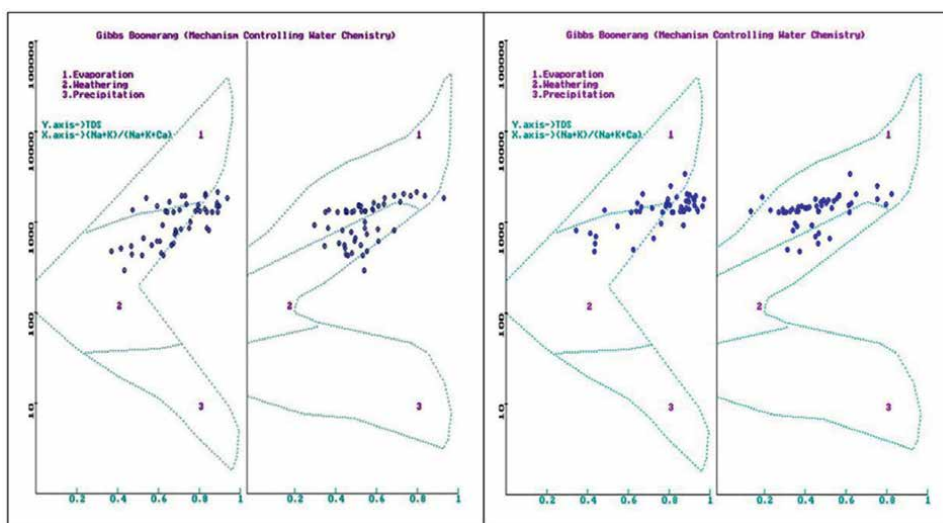 Gibbs Boomerang (Mechanism Controlling Water Chemistry)
1.Evaporation
2.Weathering
3.Precipitation
Y.axis->TDS
X.axis->(Na+K)/(Na+K+Ca)
100000
10000
1000
100
10
1
2
3
1
2
3
0.2 0.4 0.6 0.8 1
0.2 0.4 0.6 0.8 1
Gibbs Boomerang (Mechanism Controlling Water Chemistry)
1.Evaporation
2.Weathering
3.Precipitation
Y.axis->TDS
X.axis->(Na+K)/(Na+K+Ca)
100000
10000
1000
100
10
1
2
3
1
2
3
0.2 0.4 0.6 0.8 1
0.2 0.4 0.6 0.8 1